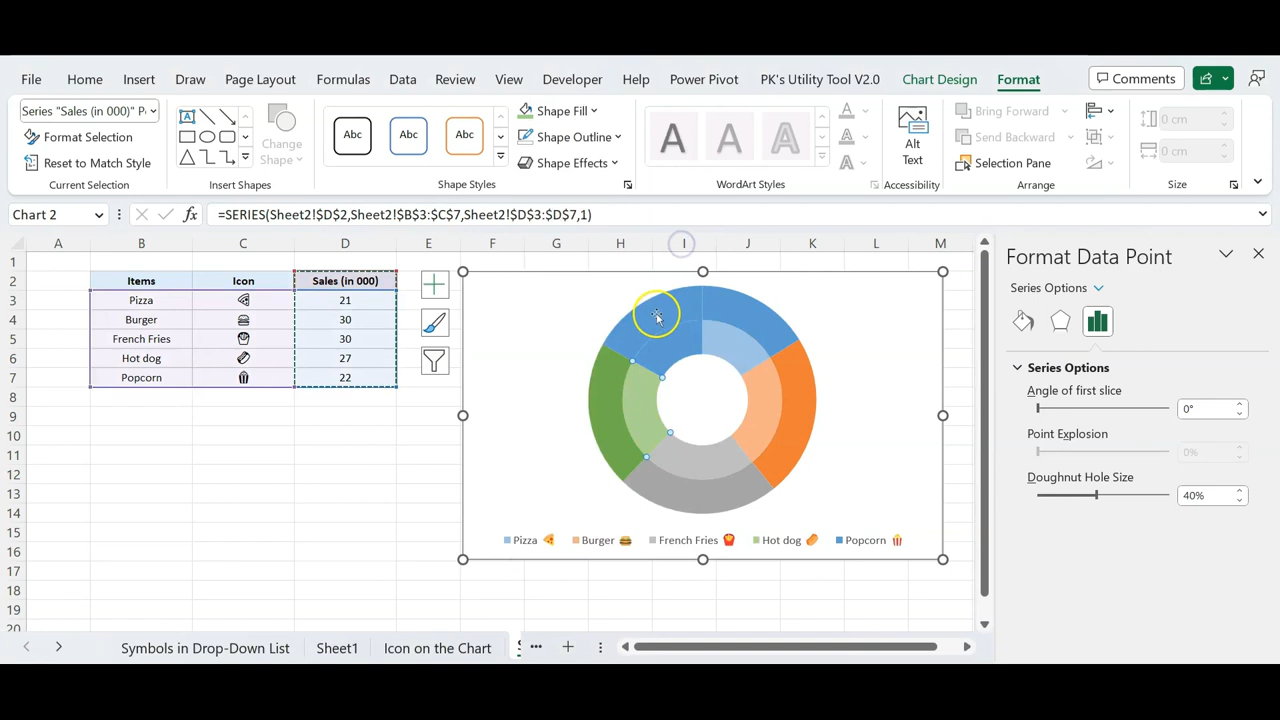 File Home Insert Draw Page Layout Formulas Data Review View Developer Help Power Pivot PK's Utility Tool V2.0 Chart Design Format Comments
Series "Sales (in 000)" P
Format Selection
Reset to Match Style
Current Selection
Change
Shape
Insert Shapes
Abc Abc Abc
Shape Fill
Shape Outline
Shape Effects
Shape Styles
A A A
WordArt Styles
Alt
Text
Accessibility
Bring Forward
Send Backward
Selection Pane
Arrange
0 cm
0 cm
Size
Chart 2 fx =SERIES(Sheet2!$D$2,Sheet2!$B$3:$C$7,Sheet2!$D$3:$D$7,1)
A B C D E F G H I J K L M
1
2 Items Icon Sales (in 000)
3 Pizza 21
4 Burger 30
5 French Fries 30
6 Hot dog 27
7 Popcorn 22
8
9
10
11
12
13
14
15
16
17
18
19
20
Pizza Burger French Fries Hot dog Popcorn
Format Data Point
Series Options
Series Options
Angle of first slice
0°
Point Explosion
0%
Doughnut Hole Size
40%
Symbols in Drop-Down List Sheet1 Icon on the Chart